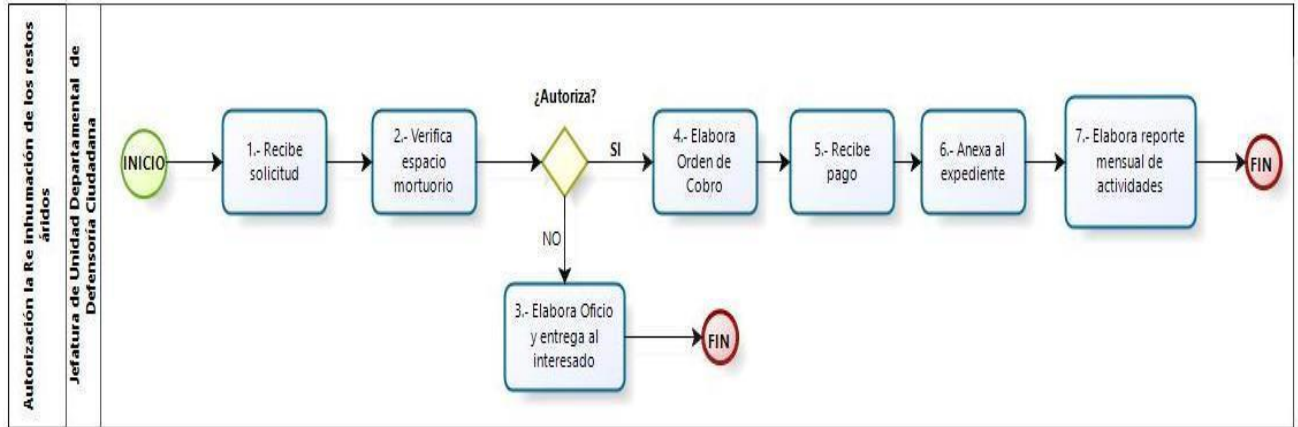 Autorización la Re inhumación de los restos
áridos
Jefatura de Unidad Departamental de
Defensoría Ciudadana
INICIO
1.- Recibe
solicitud
2.- Verifica
espacio
mortuorio
¿Autoriza?
SI
NO
3.- Elabora Oficio
y entrega al
interesado
FIN
4.- Elabora
Orden de
Cobro
5.- Recibe
pago
6.- Anexa al
expediente
7.- Elabora reporte
mensual de
actividades
FIN